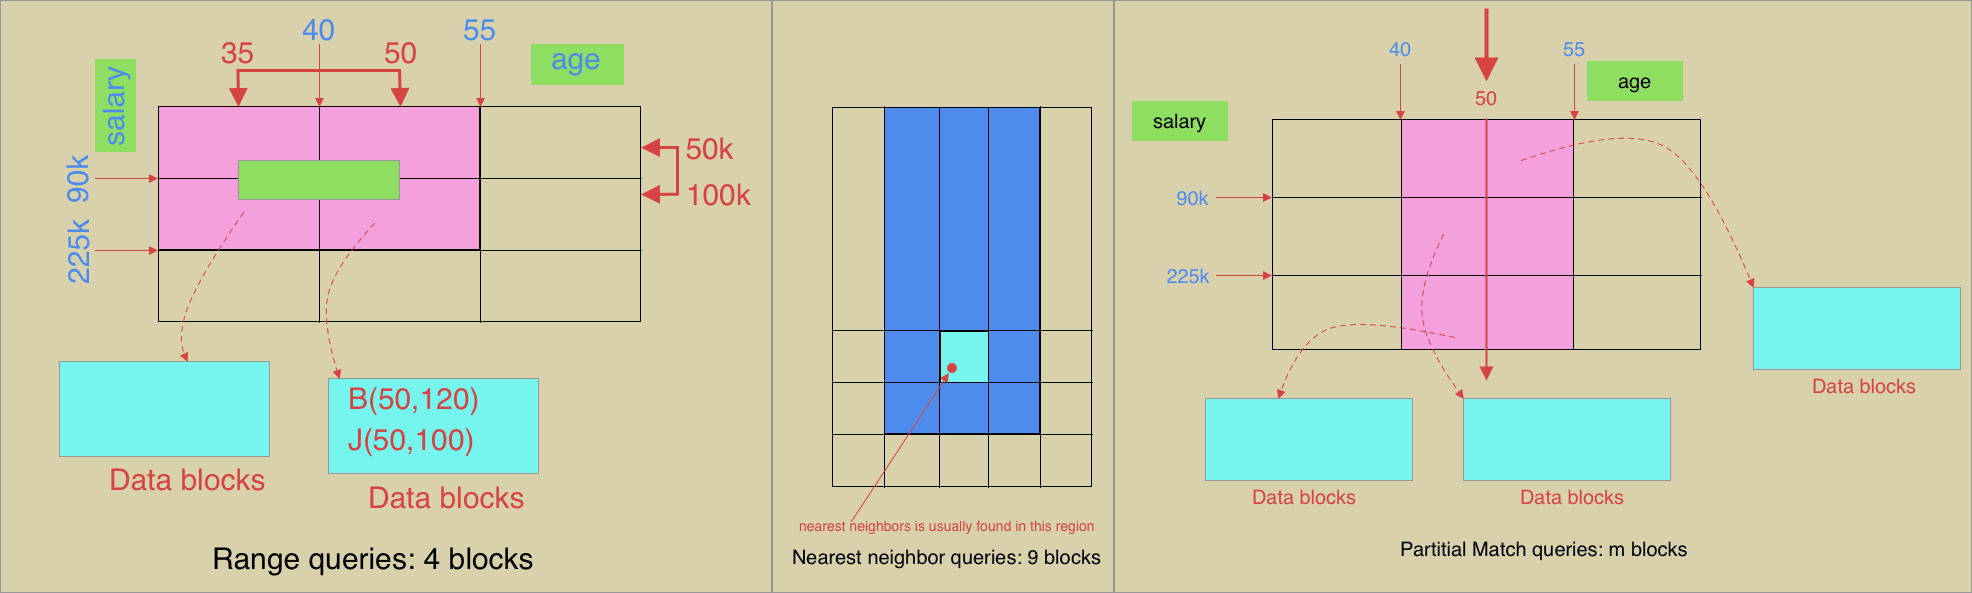 40
55
35
50
age
salary
90k
225k
50k
100k
B(50,120)
J(50,100)
Data blocks
Data blocks
Range queries: 4 blocks
nearest neighbors is usually found in this region
Nearest neighbor queries: 9 blocks
40
55
age
50
salary
90k
225k
Data blocks
Data blocks
Data blocks
Partitial Match queries: m blocks